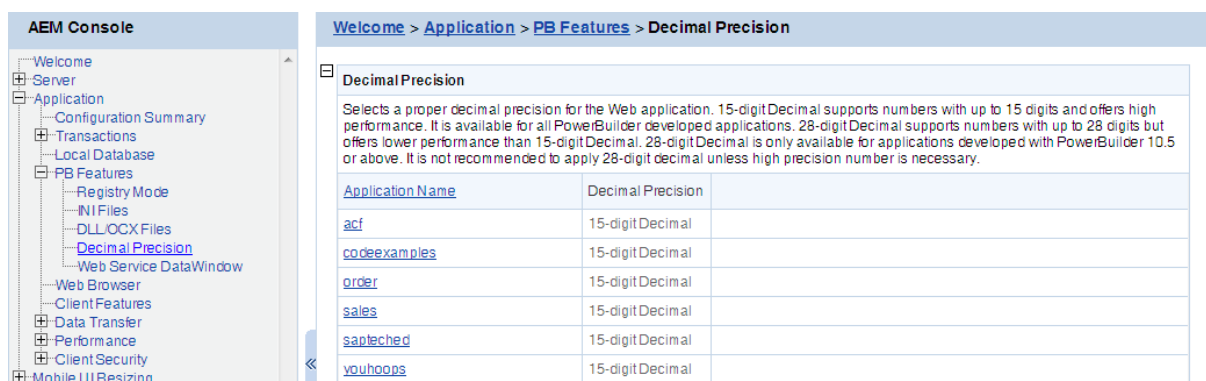 AEM Console
Welcome
Server
Application
Configuration Summary
Transactions
Local Database
PB Features
Registry Mode
INI Files
DLL/OCX Files
Decimal Precision
Web Service DataWindow
Web Browser
Client Features
Data Transfer
Performance
Client Security
Mobile UI Resizing
Welcome > Application > PB Features > Decimal Precision
Decimal Precision
Selects a proper decimal precision for the Web application. 15-digit Decimal supports numbers with up to 15 digits and offers high
performance. It is available for all PowerBuilder developed applications. 28-digit Decimal supports numbers with up to 28 digits but
offers lower performance than 15-digit Decimal. 28-digit Decimal is only available for applications developed with PowerBuilder 10.5
or above. It is not recommended to apply 28-digit decimal unless high precision number is necessary.
Application Name Decimal Precision
acf 15-digit Decimal
codeexamples 15-digit Decimal
order 15-digit Decimal
sales 15-digit Decimal
sapteched 15-digit Decimal
youhoops 15-digit Decimal